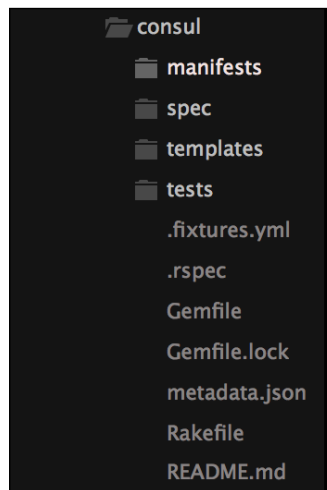 consul
manifests
spec
templates
tests
.fixtures.yml
.rspec
Gemfile
Gemfile.lock
metadata.json
Rakefile
README.md